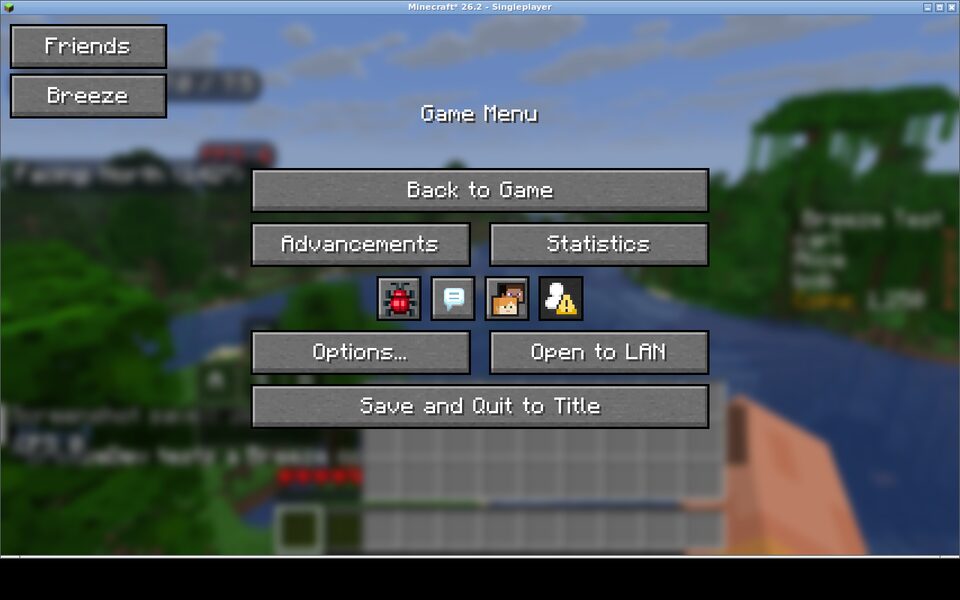 Minecraft* 26.2 - Singleplayer
Friends
Breeze
Game Menu
Back to Game
Advancements
Statistics
Options...
Open to LAN
Save and Quit to Title